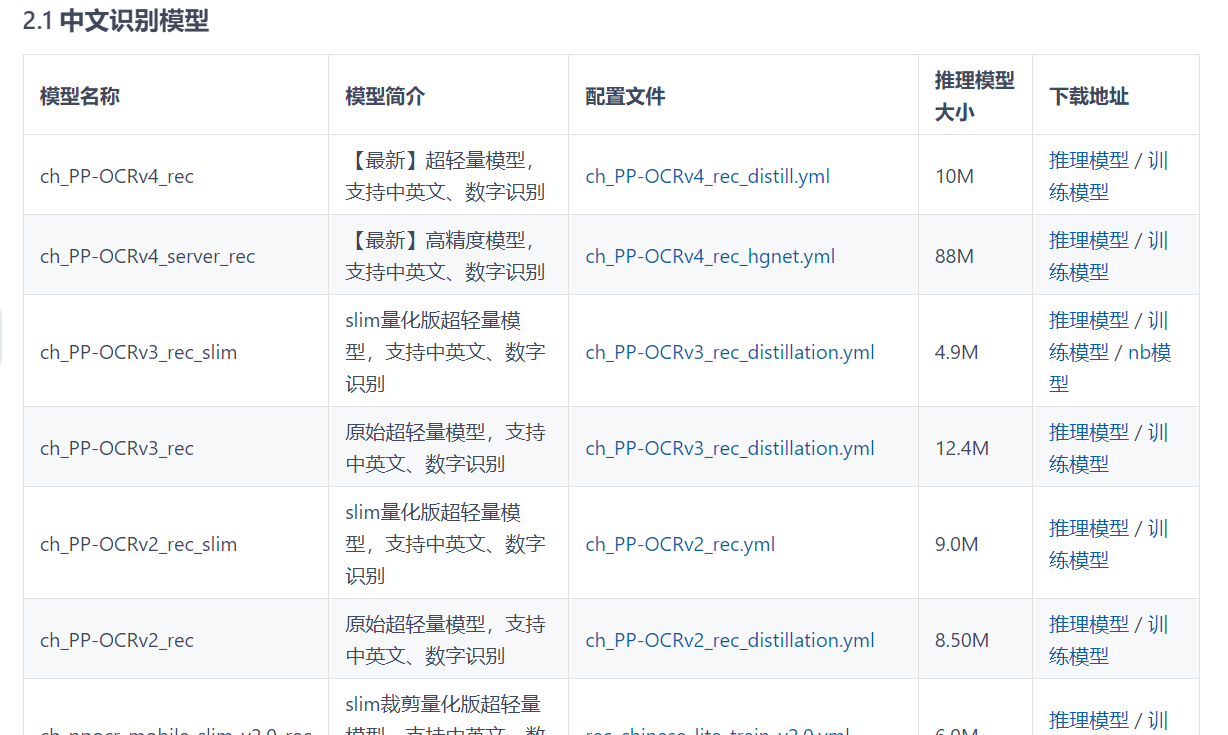 2.1 中文识别模型
模型名称
模型简介
配置文件
推理模型
大小
下载地址
ch_PP-OCRv4_rec
【最新】超轻量模型，
支持中英文、数字识别
ch_PP-OCRv4_rec_distill.yml
10M
推理模型 / 训
练模型
ch_PP-OCRv4_server_rec
【最新】高精度模型，
支持中英文、数字识别
ch_PP-OCRv4_rec_hgnet.yml
88M
推理模型 / 训
练模型
ch_PP-OCRv3_rec_slim
slim量化版超轻量模
型，支持中英文、数字
识别
ch_PP-OCRv3_rec_distillation.yml
4.9M
推理模型 / 训
练模型 / nb模
型
ch_PP-OCRv3_rec
原始超轻量模型，支持
中英文、数字识别
ch_PP-OCRv3_rec_distillation.yml
12.4M
推理模型 / 训
练模型
ch_PP-OCRv2_rec_slim
slim量化版超轻量模
型，支持中英文、数字
识别
ch_PP-OCRv2_rec.yml
9.0M
推理模型 / 训
练模型
ch_PP-OCRv2_rec
原始超轻量模型，支持
中英文、数字识别
ch_PP-OCRv2_rec_distillation.yml
8.50M
推理模型 / 训
练模型
ch_ppocr_mobile_slim_v2.0_rec
slim裁剪量化版超轻量
模型，支持中英文、数
rec_chinese_lite_train_v2.0.yml
6.0M
推理模型 / 训